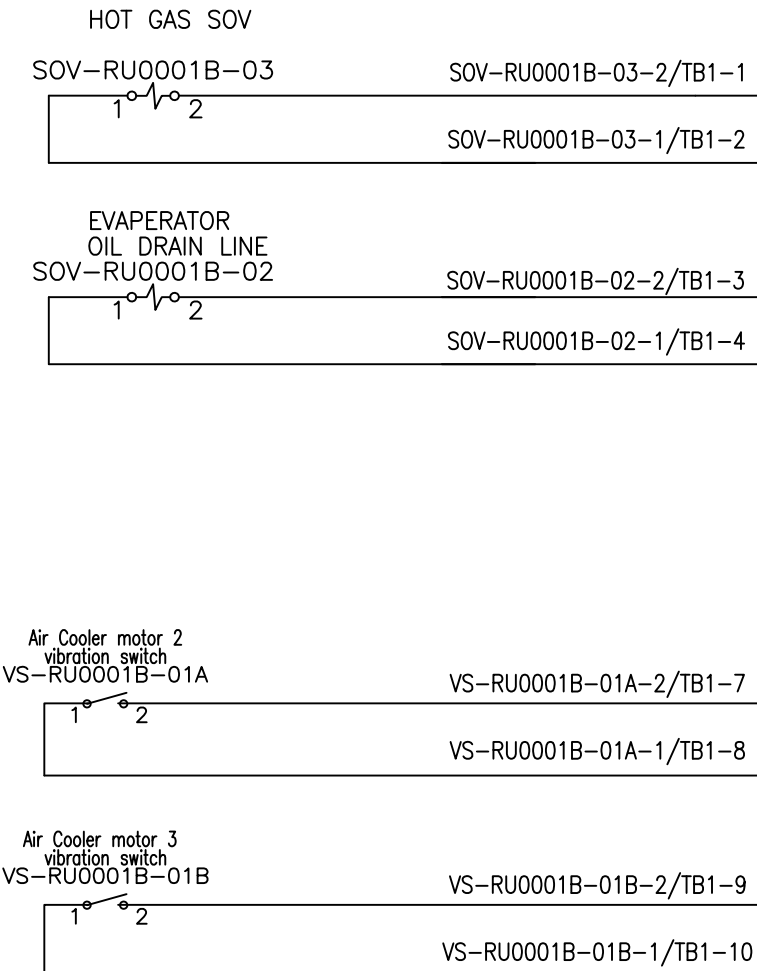 HOT GAS SOV
SOV-RU0001B-03
SOV-RU0001B-03-2/TB1-1
1 2
SOV-RU0001B-03-1/TB1-2
EVAPERATOR
OIL DRAIN LINE
SOV-RU0001B-02
SOV-RU0001B-02-2/TB1-3
1 2
SOV-RU0001B-02-1/TB1-4
Air Cooler motor 2
vibration switch
VS-RU0001B-01A
VS-RU0001B-01A-2/TB1-7
1 2
VS-RU0001B-01A-1/TB1-8
Air Cooler motor 3
vibration switch
VS-RU0001B-01B
VS-RU0001B-01B-2/TB1-9
1 2
VS-RU0001B-01B-1/TB1-10